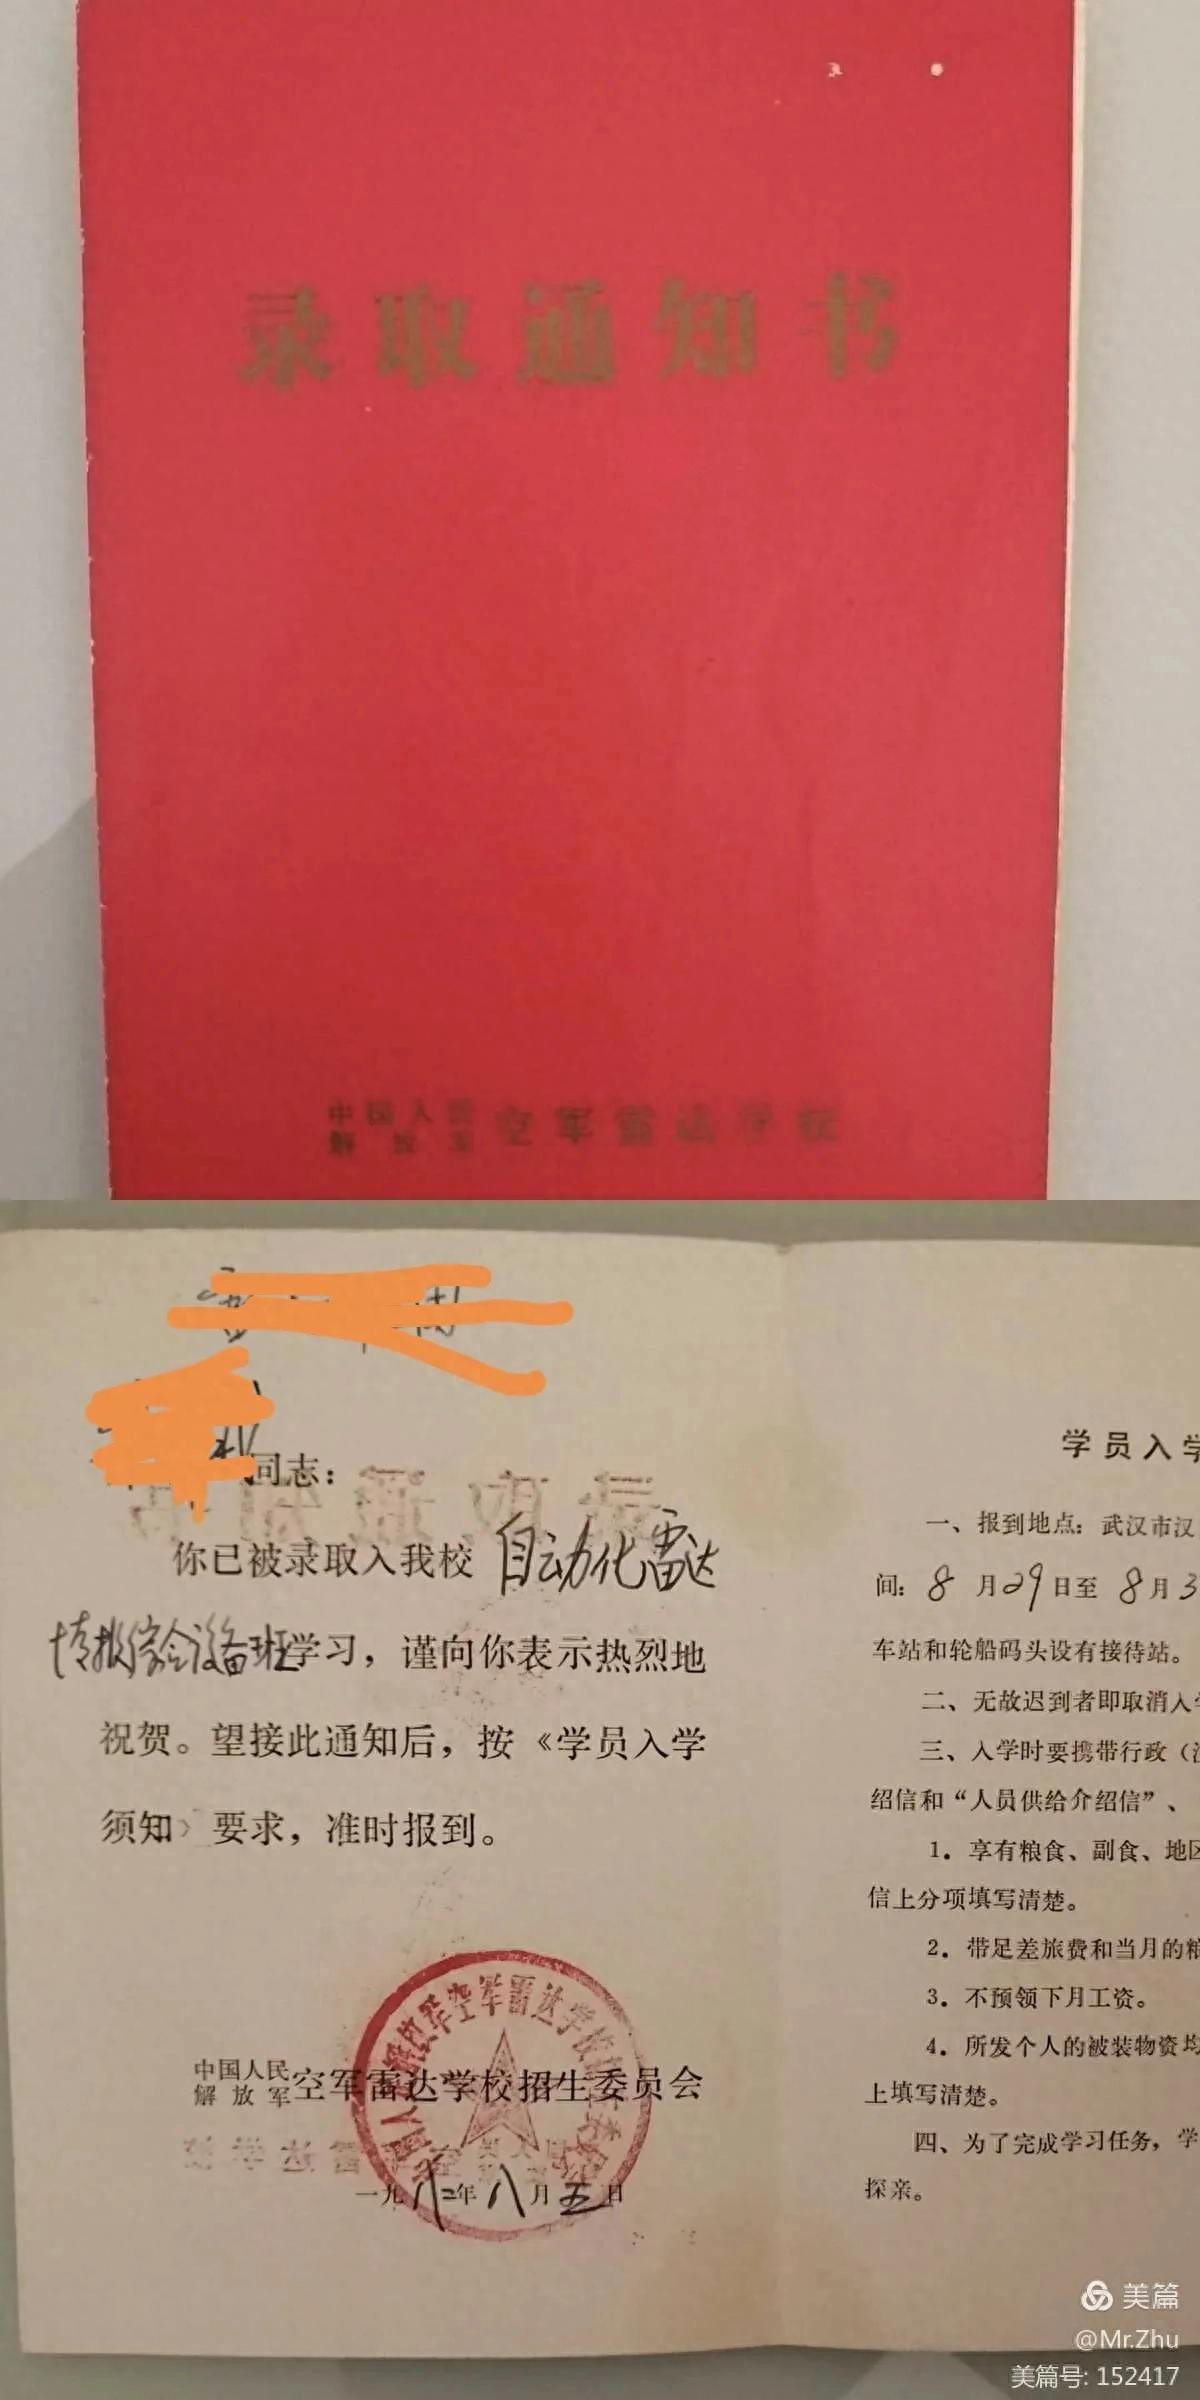 录取通知书
中国人民
解放军
空军雷达学校
同志：
你已被录取入我校 自动化雷达
情报综合设备班学习，谨向你表示热烈地
祝贺。望接此通知后，按《学员入学
须知》要求，准时报到。
中国人民
解放军
空军雷达学校招生委员会
一九八二年八月五日
学员入学
一、报到地点：武汉市汉
间：8月29日至8月3
车站和轮船码头设有接待站。
二、无故迟到者即取消入学
三、入学时要携带行政（
绍信和“人员供给介绍信”、
1．享有粮食、副食、地区
信上分项填写清楚。
2．带足差旅费和当月的粮
3．不预领下月工资。
4．所发个人的被装物资均
上填写清楚。
四、为了完成学习任务，学
探亲。
美篇
@Mr.Zhu
美篇号: 152417